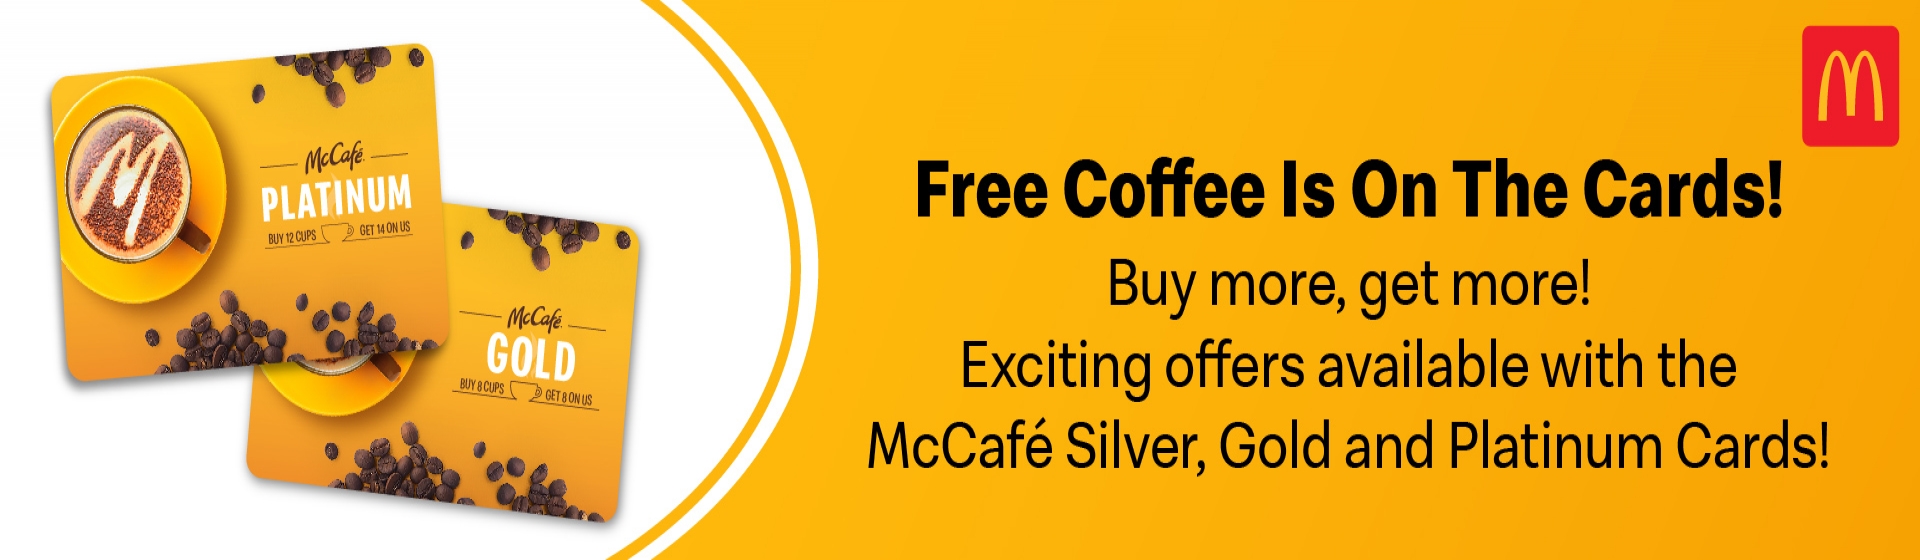 McCafé
PLATINUM
BUY 12 CUPS GET 14 ON US
McCafé
GOLD
BUY 8 CUPS GET 8 ON US
Free Coffee Is On The Cards!
Buy more, get more!
Exciting offers available with the
McCafé Silver, Gold and Platinum Cards!